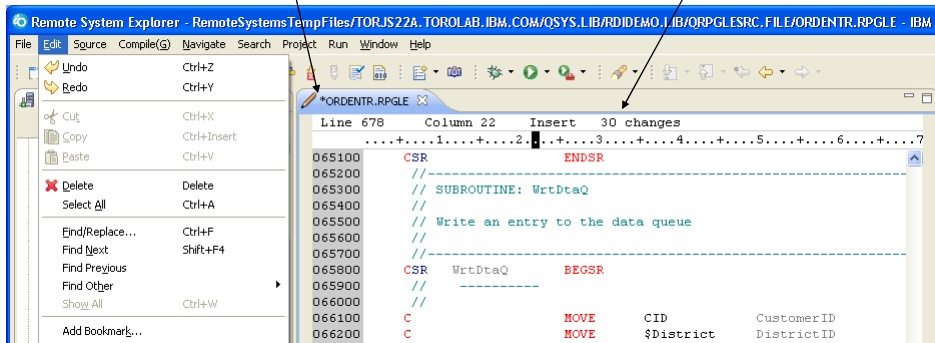 Remote System Explorer - RemoteSystemsTempFiles/TORJS22A.TOROLAB.IBM.COM/QSYS.LIB/RDIDEMO.LIB/QRPGLESRC.FILE/ORDENTR.RPGLE - IBM
File Edit Source Compile(G) Navigate Search Project Run Window Help
Undo Ctrl+Z
Redo Ctrl+Y
Cut Ctrl+X
Copy Ctrl+Insert
Paste Ctrl+V
Delete Delete
Select All Ctrl+A
Find/Replace... Ctrl+F
Find Next Shift+F4
Find Previous
Find Other
Show All Ctrl+W
Add Bookmark...
*ORDENTR.RPGLE
Line 678 Column 22 Insert 30 changes
....+....1....+....2....+....3....+....4....+....5....+....6....+....7
065100 CSR ENDSR
065200 //------------------------------------------------------------
065300 // SUBROUTINE: WrtDtaQ
065400 //
065500 // Write an entry to the data queue
065600 //
065700 //------------------------------------------------------------
065800 CSR WrtDtaQ BEGSR
065900 // ----------
066000 //
066100 C MOVE CID CustomerID
066200 C MOVE $District DistrictID